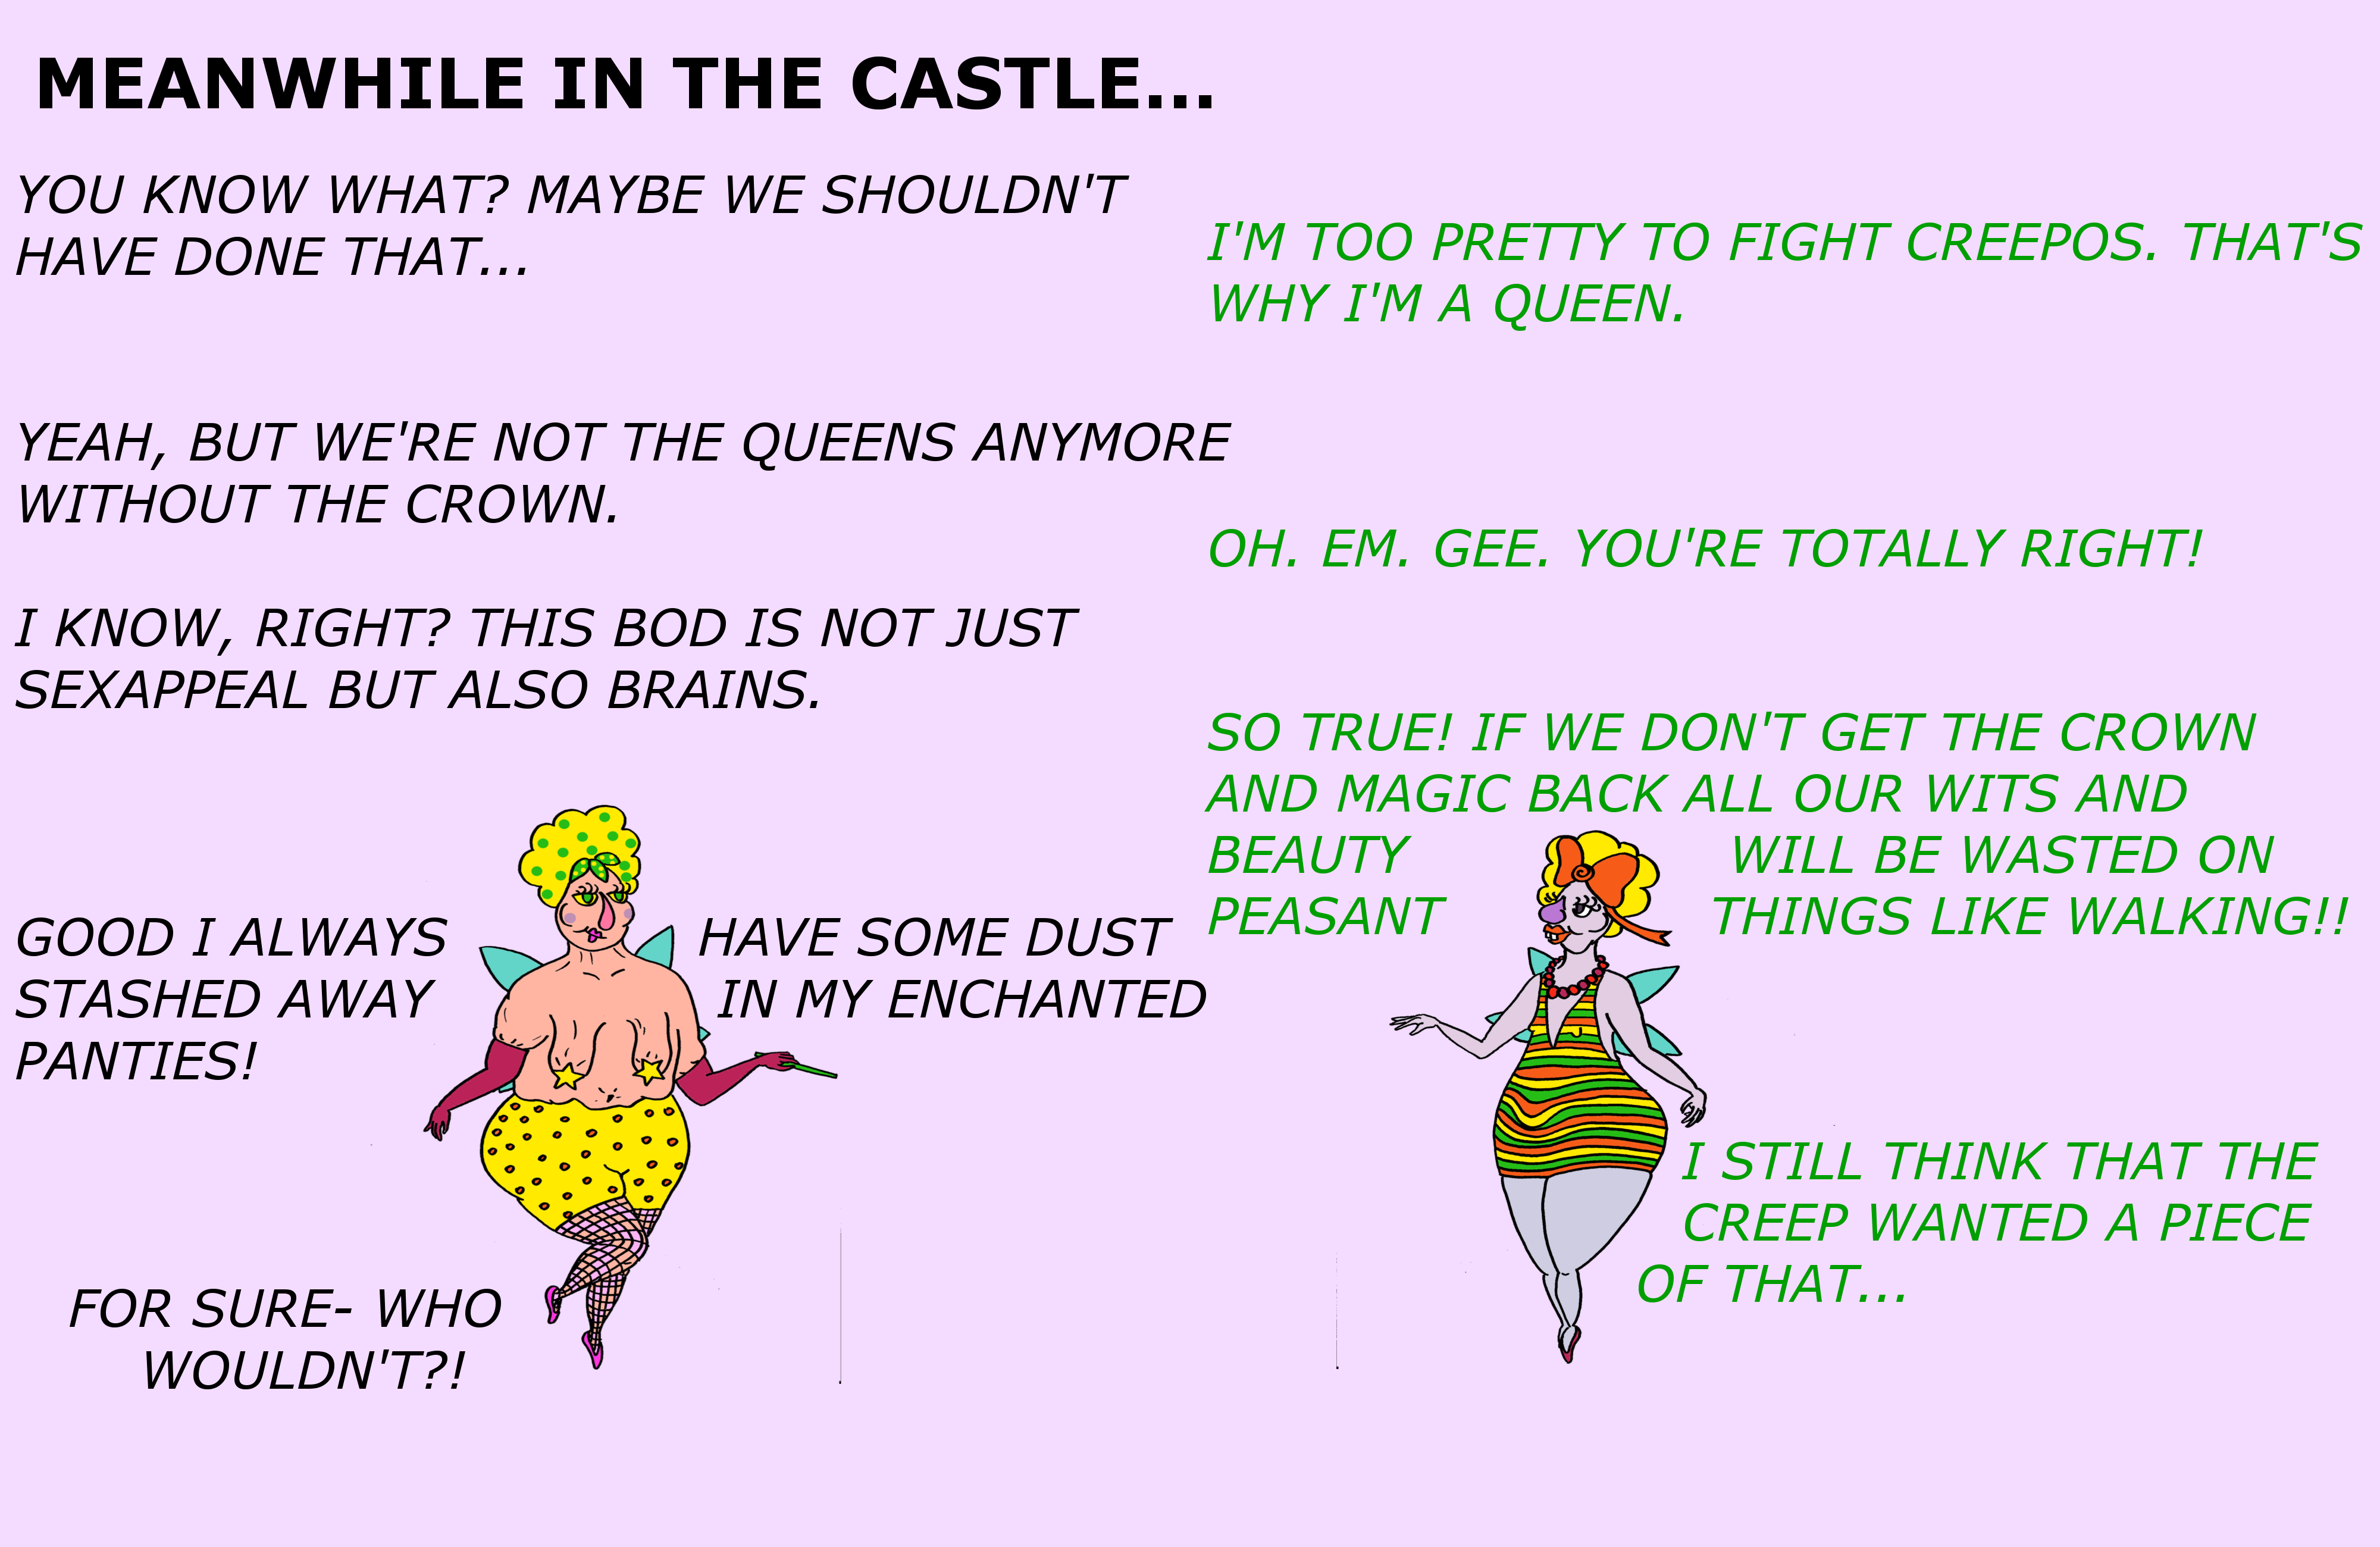 MEANWHILE IN THE CASTLE...
YOU KNOW WHAT? MAYBE WE SHOULDN'T
HAVE DONE THAT...
I'M TOO PRETTY TO FIGHT CREEPOS. THAT'S
WHY I'M A QUEEN.
YEAH, BUT WE'RE NOT THE QUEENS ANYMORE
WITHOUT THE CROWN.
OH. EM. GEE. YOU'RE TOTALLY RIGHT!
I KNOW, RIGHT? THIS BOD IS NOT JUST
SEXAPPEAL BUT ALSO BRAINS.
SO TRUE! IF WE DON'T GET THE CROWN
AND MAGIC BACK ALL OUR WITS AND
BEAUTY WILL BE WASTED ON
PEASANT THINGS LIKE WALKING!!
GOOD I ALWAYS HAVE SOME DUST
STASHED AWAY IN MY ENCHANTED
PANTIES!
I STILL THINK THAT THE
CREEP WANTED A PIECE
OF THAT...
FOR SURE- WHO
WOULDN'T?!